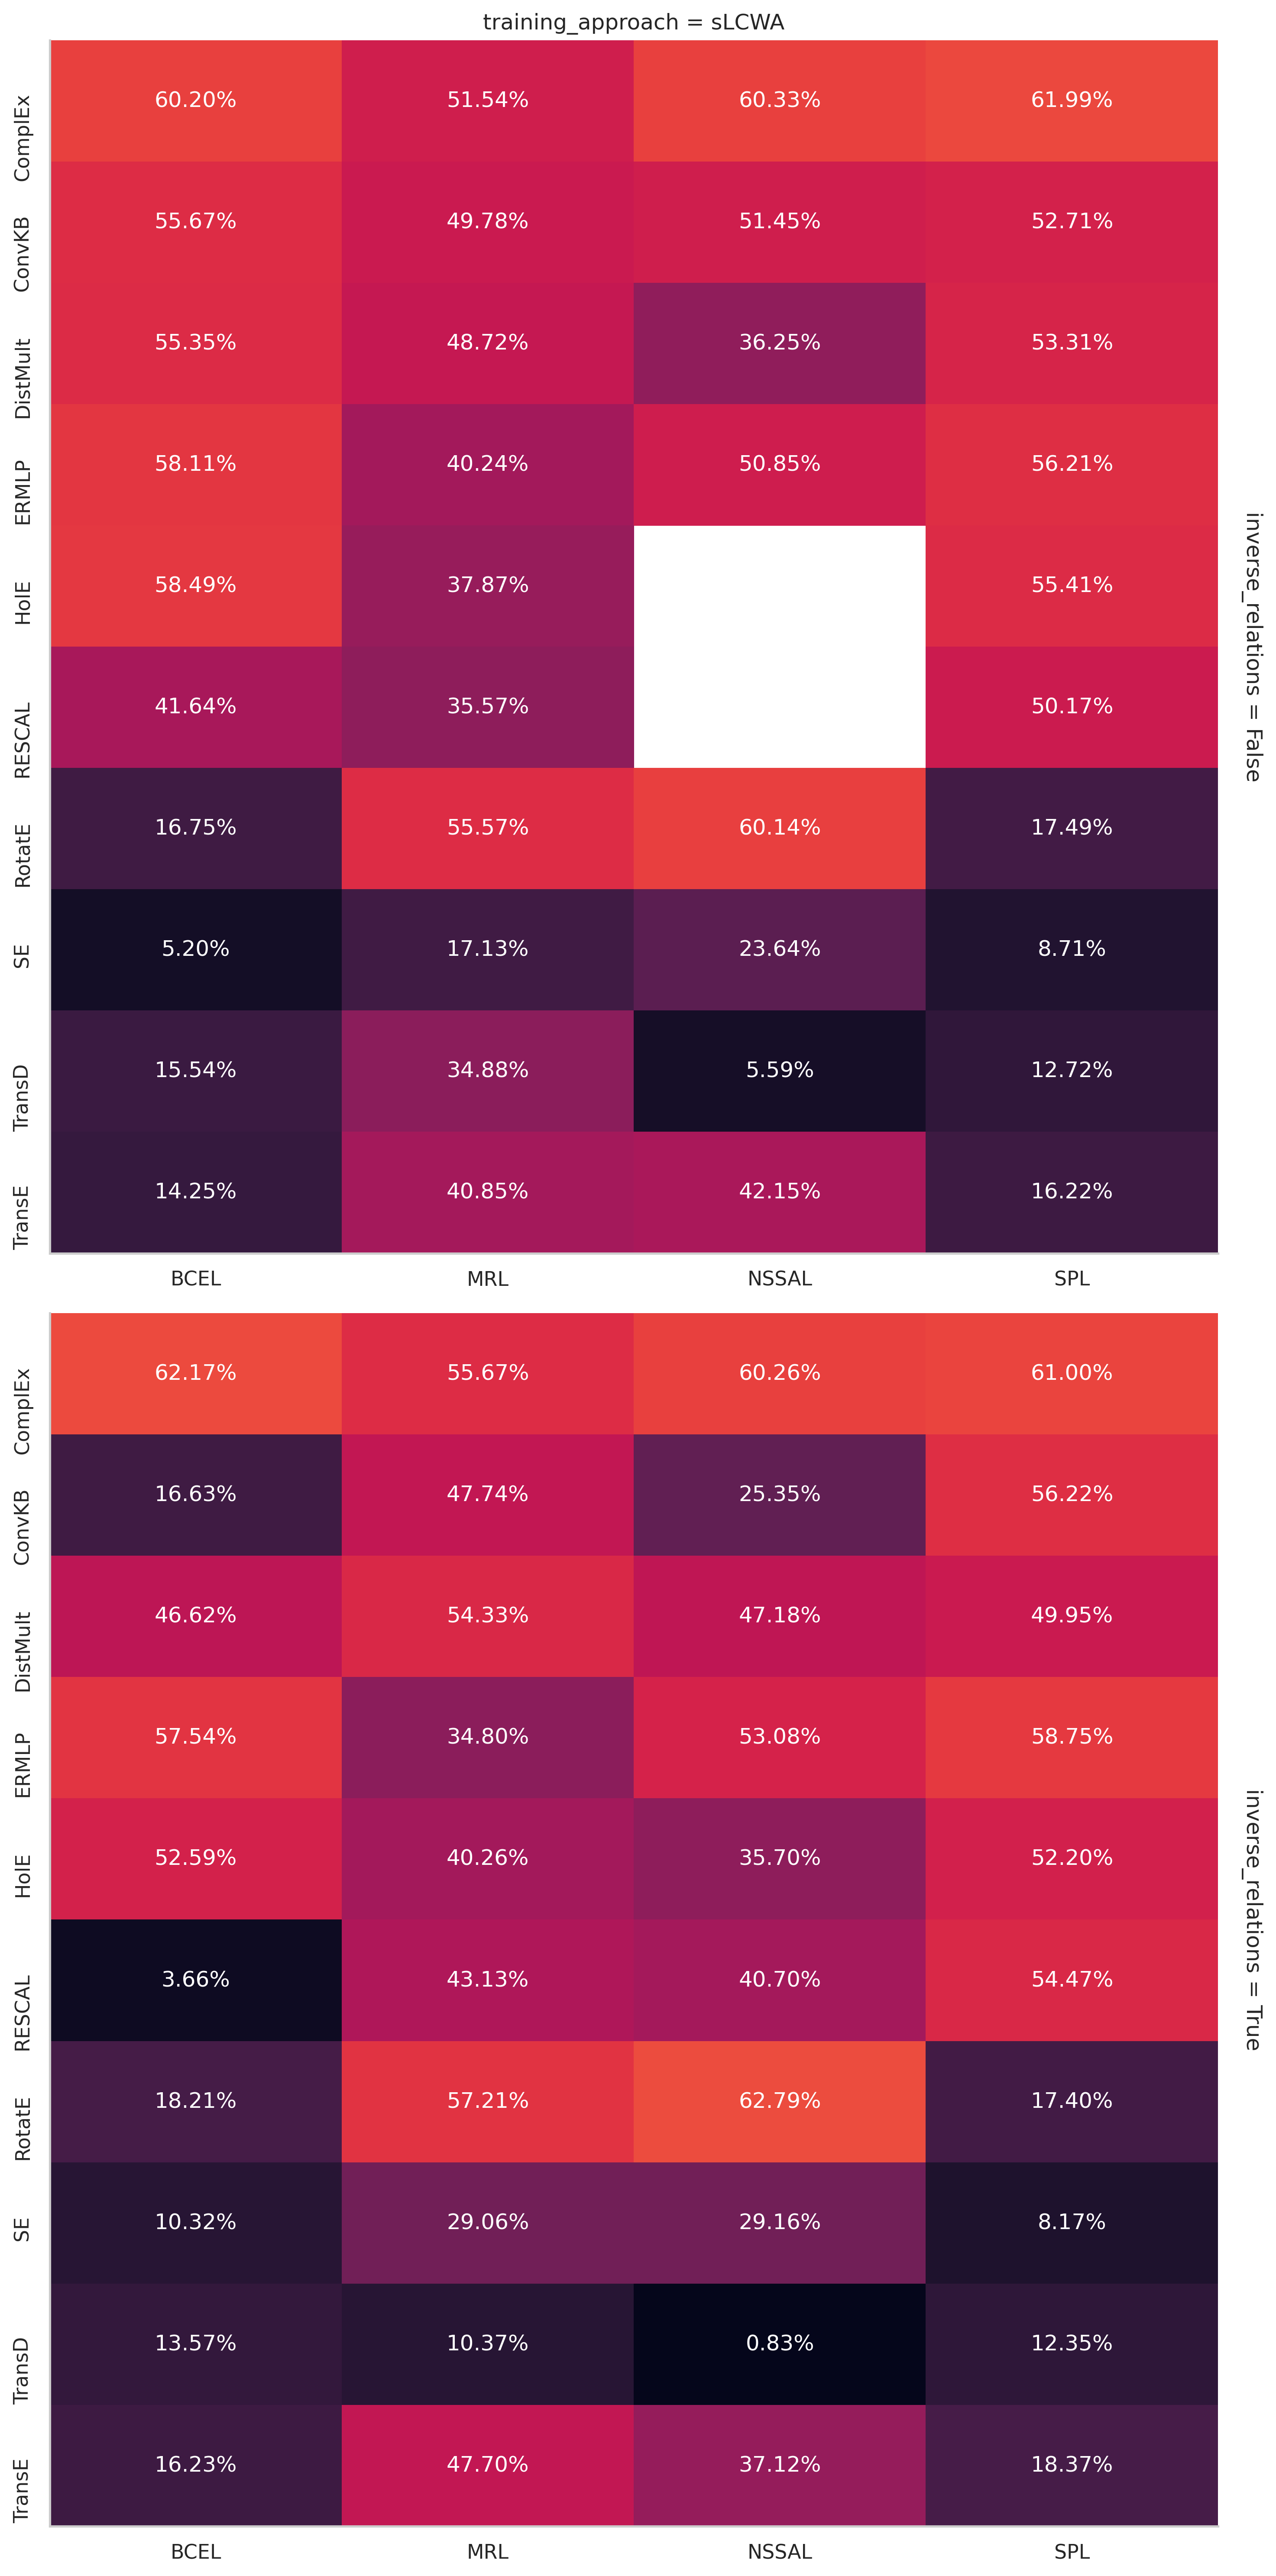 training_approach = sLCWA
ComplEx 60.20% 51.54% 60.33% 61.99%
ConvKB 55.67% 49.78% 51.45% 52.71%
DistMult 55.35% 48.72% 36.25% 53.31%
ERMLP 58.11% 40.24% 50.85% 56.21%
HolE 58.49% 37.87% 55.41%
RESCAL 41.64% 35.57% 50.17%
RotatE 16.75% 55.57% 60.14% 17.49%
SE 5.20% 17.13% 23.64% 8.71%
TransD 15.54% 34.88% 5.59% 12.72%
TransE 14.25% 40.85% 42.15% 16.22%
BCEL MRL NSSAL SPL
inverse_relations = False
ComplEx 62.17% 55.67% 60.26% 61.00%
ConvKB 16.63% 47.74% 25.35% 56.22%
DistMult 46.62% 54.33% 47.18% 49.95%
ERMLP 57.54% 34.80% 53.08% 58.75%
HolE 52.59% 40.26% 35.70% 52.20%
RESCAL 3.66% 43.13% 40.70% 54.47%
RotatE 18.21% 57.21% 62.79% 17.40%
SE 10.32% 29.06% 29.16% 8.17%
TransD 13.57% 10.37% 0.83% 12.35%
TransE 16.23% 47.70% 37.12% 18.37%
BCEL MRL NSSAL SPL
inverse_relations = True